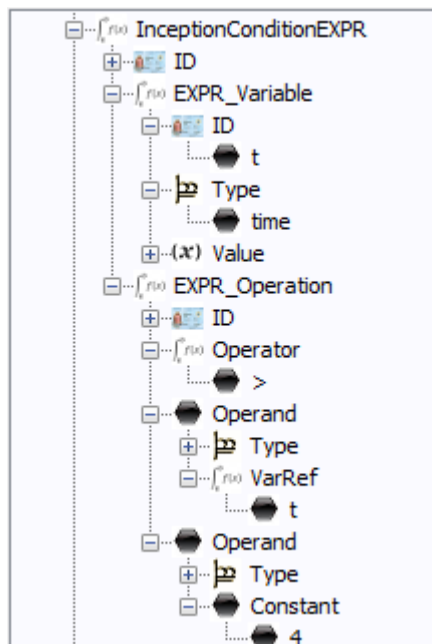 InceptionConditionEXPR
ID
EXPR_Variable
ID
t
Type
time
(x) Value
EXPR_Operation
ID
Operator
>
Operand
Type
VarRef
t
Operand
Type
Constant
4